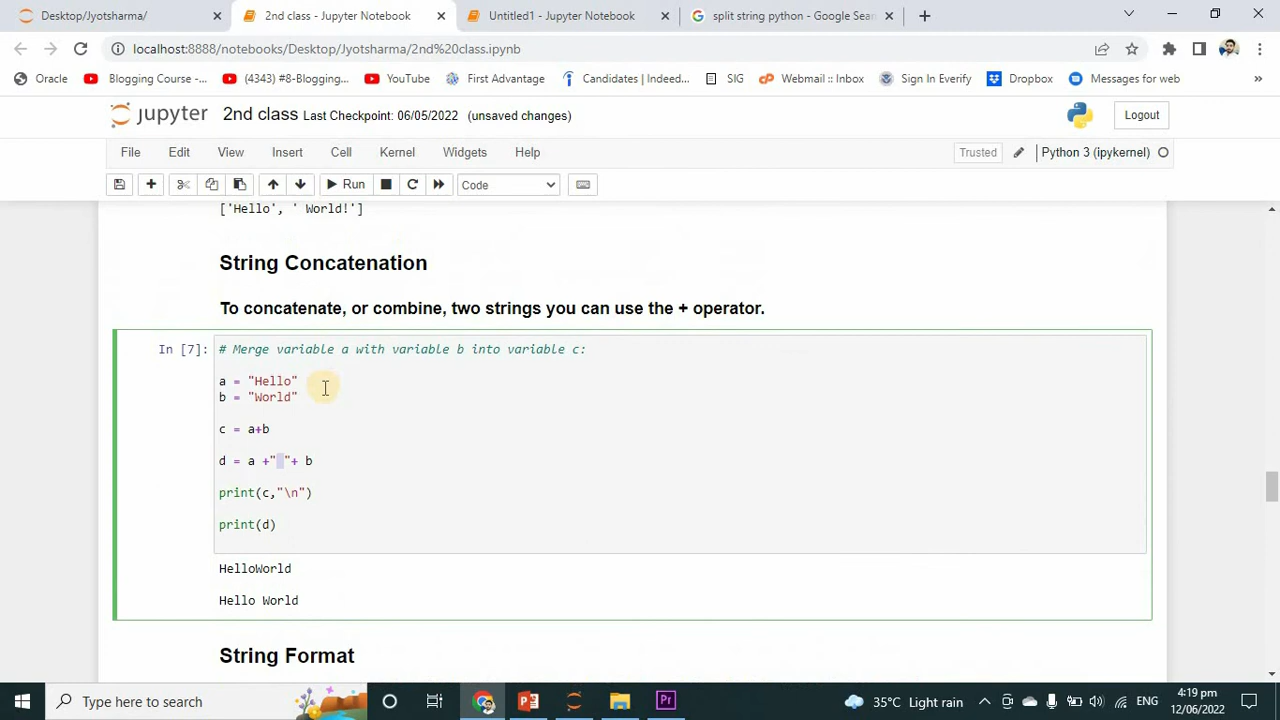 Desktop/Jyotsharma/
2nd class - Jupyter Notebook
Untitled1 - Jupyter Notebook
split string python - Google Sear
localhost:8888/notebooks/Desktop/Jyotsharma/2nd%20class.ipynb
Oracle
Blogging Course -...
(4343) #8-Blogging...
YouTube
First Advantage
Candidates | Indeed...
SIG
Webmail :: Inbox
Sign In Everify
Dropbox
Messages for web
»
jupyter
2nd class Last Checkpoint: 06/05/2022 (unsaved changes)
Logout
File Edit View Insert Cell Kernel Widgets Help
Trusted
Python 3 (ipykernel)
Run
Code
['Hello', ' World!']
String Concatenation
To concatenate, or combine, two strings you can use the + operator.
In [7]: # Merge variable a with variable b into variable c:
a = "Hello"
b = "World"
c = a+b
d = a +" "+ b
print(c,"\n")
print(d)
HelloWorld
Hello World
String Format
Type here to search
Pr
35°C Light rain
ENG
4:19 pm
12/06/2022